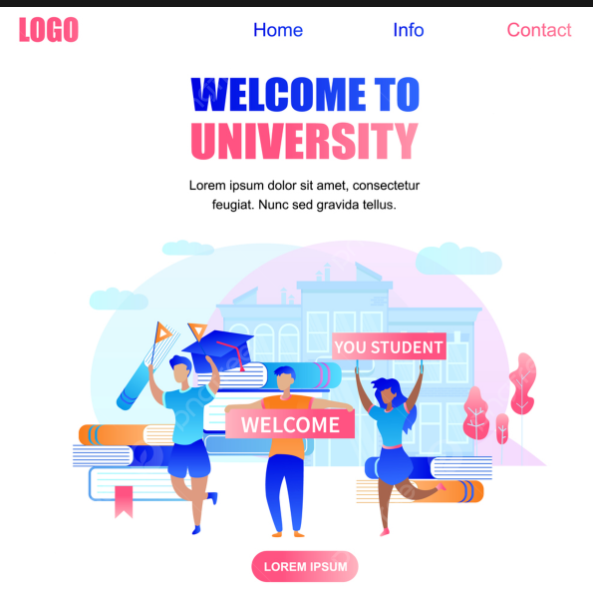 LOGO
Home Info Contact
WELCOME TO
UNIVERSITY
Lorem ipsum dolor sit amet, consectetur
feugiat. Nunc sed gravida tellus.
YOU STUDENT
WELCOME
LOREM IPSUM